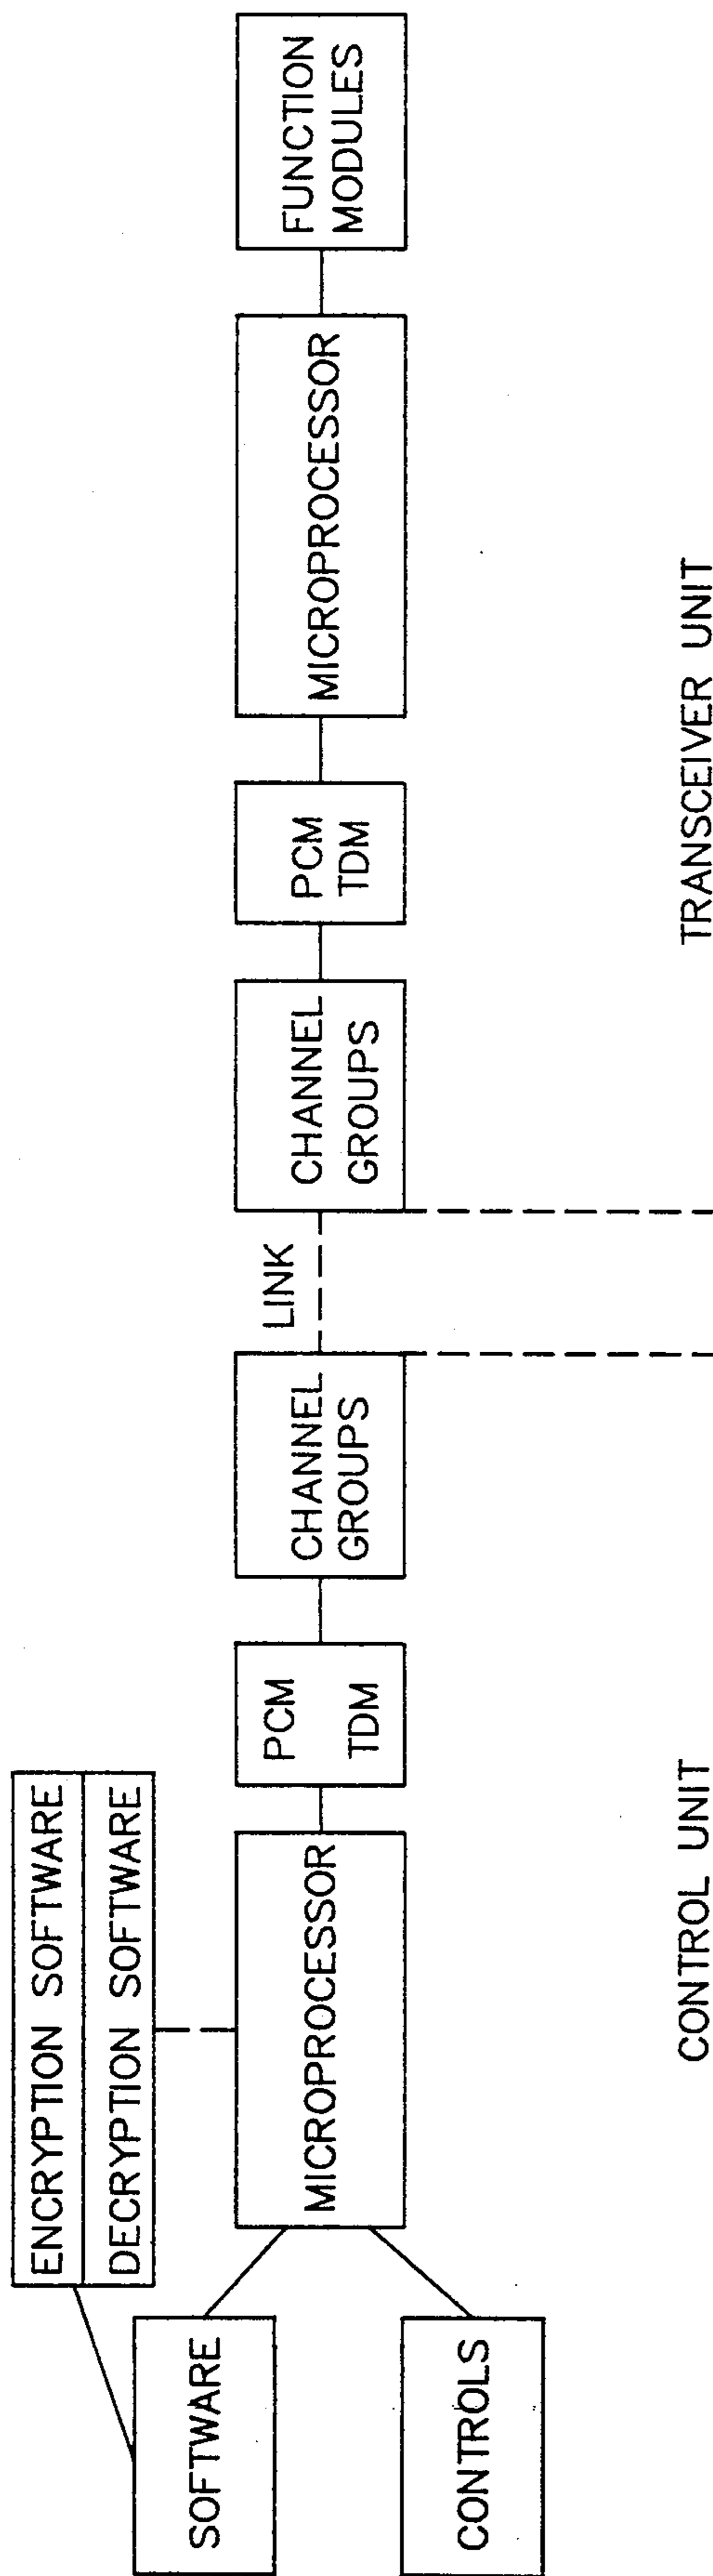 ENCRYPTION SOFTWARE
DECRYPTION SOFTWARE
SOFTWARE
CONTROLS
MICROPROCESSOR
PCM
TDM
CHANNEL
GROUPS
LINK
CHANNEL
GROUPS
PCM
TDM
MICROPROCESSOR
FUNCTION
MODULES
CONTROL UNIT
TRANSCEIVER UNIT